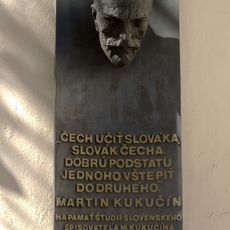 „ČECH UČIŤ SLOVÁKA,
SLOVÁK ČECHA.
DOBRÚ PODSTATU
JEDNOHO VŠTEPIŤ
DO DRUHÉHO.”
MARTIN KUKUČÍN
NA PAMÄŤ ŠTÚDIÍ SLOVENSKÉHO
SPISOVATEĽA M. KUKUČÍNA